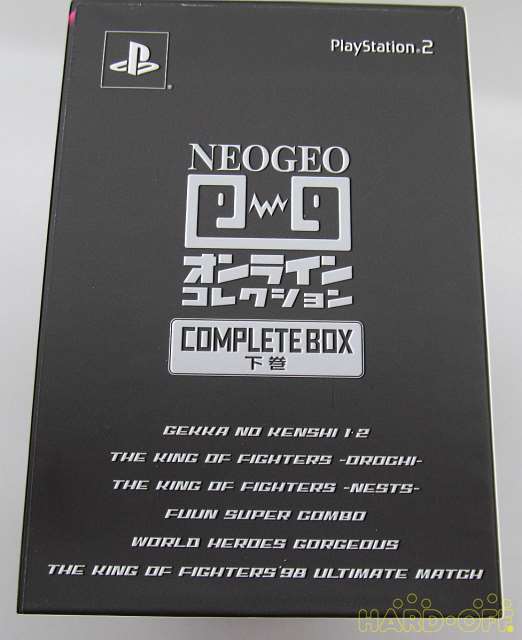 PlayStation.2
NEOGEO
オンライン
コレクション
COMPLETE BOX
下巻
GEKKA NO KENSHI 1·2
THE KING OF FIGHTERS -OROCHI-
THE KING OF FIGHTERS -NESTS-
FUUN SUPER COMBO
WORLD HEROES GORGEOUS
THE KING OF FIGHTERS'98 ULTIMATE MATCH
HARD·OFF